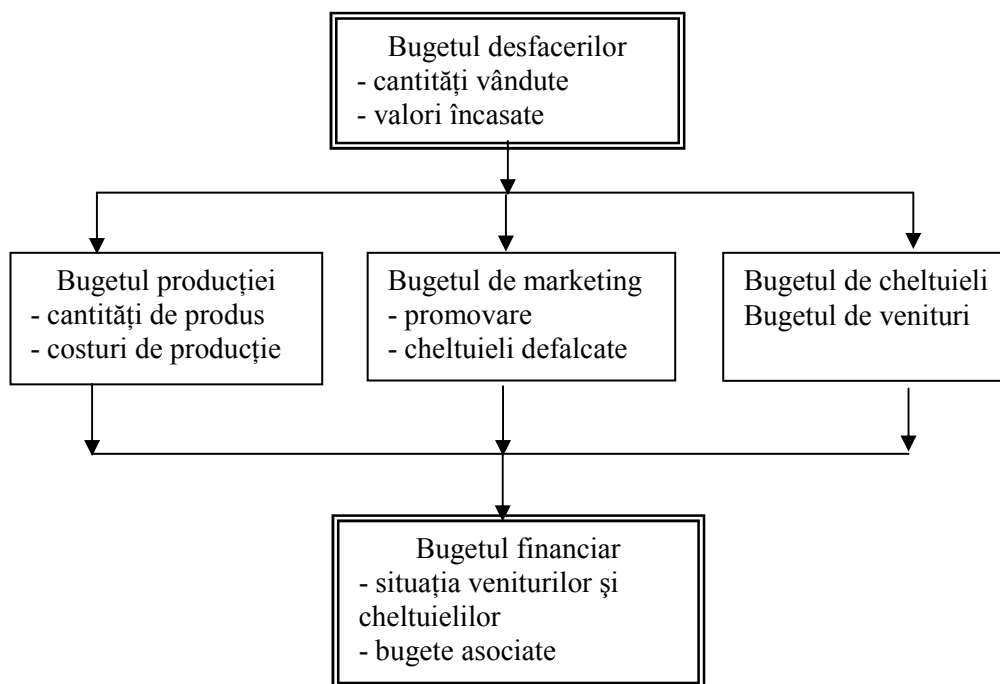 Bugetul desfacerilor
- cantități vândute
- valori încasate
Bugetul producției
- cantități de produs
- costuri de producție
Bugetul de marketing
- promovare
- cheltuieli defalcate
Bugetul de cheltuieli
Bugetul de venituri
Bugetul financiar
- situația veniturilor şi
cheltuielilor
- bugete asociate